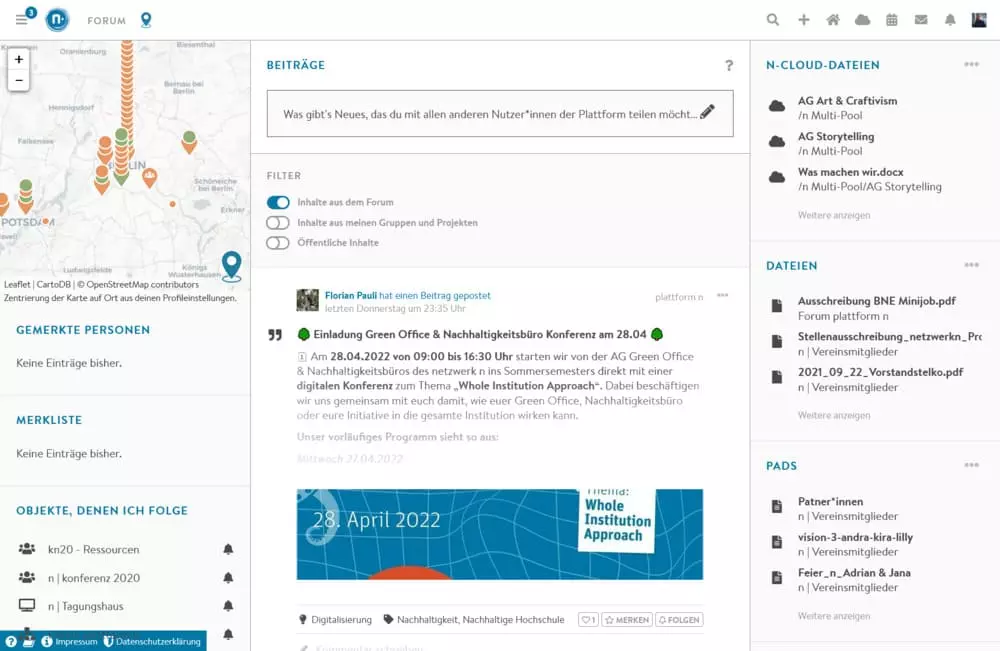 3
n·
FORUM
Oranienburg
Biesenthal
Bernau bei
Berlin
Hennigsdorf
Falkensee
BERLIN
Schöneiche
bei Berlin
Erkner
POTSDAM
Ludwigsfelde
Königs
Wusterhausen
+
−
Leaflet | CartoDB | © OpenStreetMap contributors
Zentrierung der Karte auf Ort aus deinen Profileinstellungen.
GEMERKTE PERSONEN
Keine Einträge bisher.
MERKLISTE
Keine Einträge bisher.
OBJEKTE, DENEN ICH FOLGE
kn20 - Ressourcen
n | konferenz 2020
n | Tagungshaus
Impressum
Datenschutzerklärung
BEITRÄGE
?
Was gibt's Neues, das du mit allen anderen Nutzer*innen der Plattform teilen möcht...
FILTER
Inhalte aus dem Forum
Inhalte aus meinen Gruppen und Projekten
Öffentliche Inhalte
Florian Pauli hat einen Beitrag gepostet
plattform n
letzten Donnerstag um 23:35 Uhr
Einladung Green Office & Nachhaltigkeitsbüro Konferenz am 28.04
Am 28.04.2022 von 09:00 bis 16:30 Uhr starten wir von der AG Green Office
& Nachhaltigkeitsbüros des netzwerk n ins Sommersemesters direkt mit einer
digitalen Konferenz zum Thema „Whole Institution Approach“. Dabei beschäftigen
wir uns gemeinsam mit euch damit, wie euer Green Office, Nachhaltigkeitsbüro
oder eure Initiative in die gesamte Institution wirken kann.
Unser vorläufiges Programm sieht so aus:
Mittwoch 27.04.2022
28. April 2022
Thema:
Whole
Institution
Approach
Digitalisierung
Nachhaltigkeit, Nachhaltige Hochschule
1
MERKEN
FOLGEN
Kommentar schreiben
N-CLOUD-DATEIEN
AG Art & Craftivism
/n Multi-Pool
AG Storytelling
/n Multi-Pool
Was machen wir.docx
/n Multi-Pool/AG Storytelling
Weitere anzeigen
DATEIEN
Ausschreibung BNE Minijob.pdf
Forum plattform n
Stellenausschreibung_netzwerkn_Pro
n | Vereinsmitglieder
2021_09_22_Vorstandstelko.pdf
n | Vereinsmitglieder
Weitere anzeigen
PADS
Patner*innen
n | Vereinsmitglieder
vision-3-andra-kira-lilly
n | Vereinsmitglieder
Feier_n_Adrian & Jana
n | Vereinsmitglieder
Weitere anzeigen